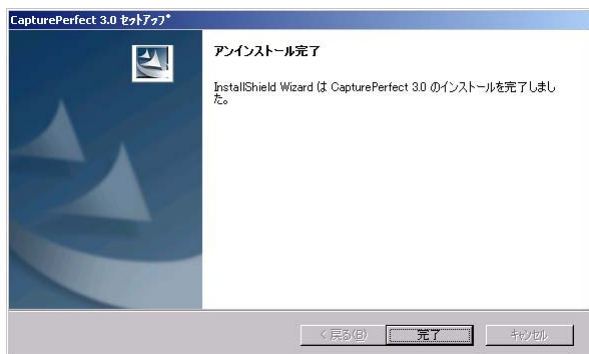 CapturePerfect 3.0 ｾｯﾄｱｯﾌﾟ
アンインストール完了
InstallShield Wizard は CapturePerfect 3.0 のインストールを完了しまし
た。
< 戻る(B)
完了
ｷｬﾝｾﾙ